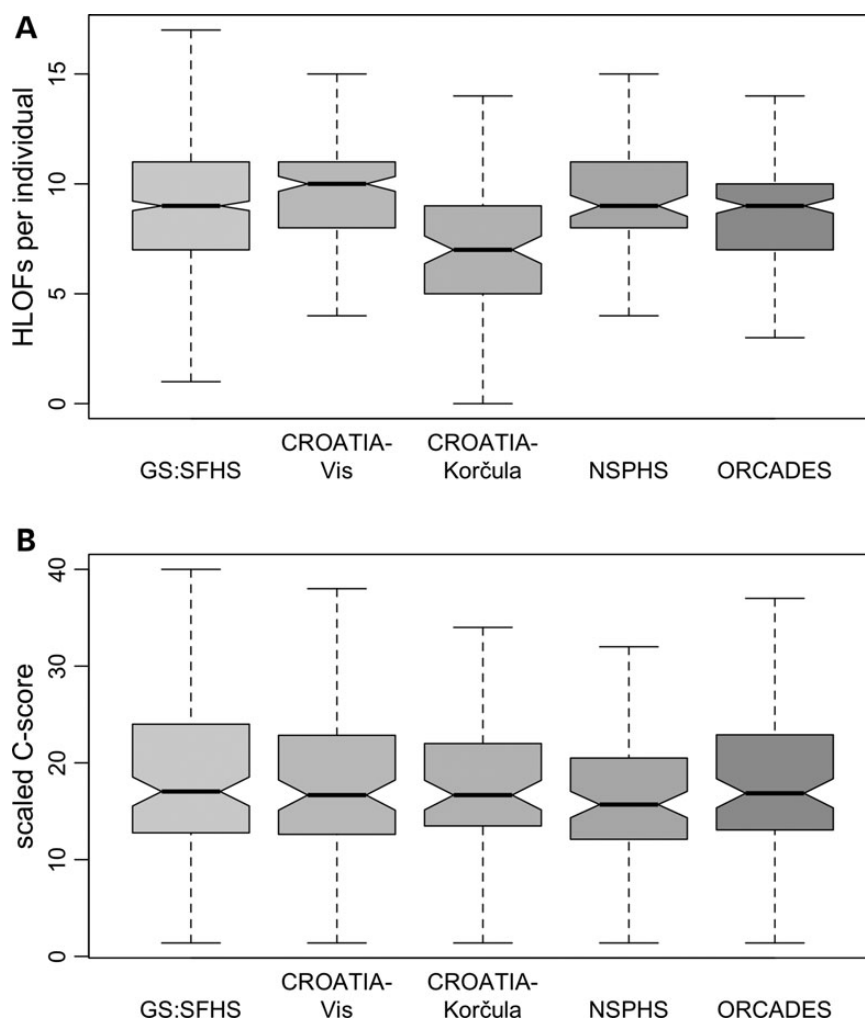 A
HLOFs per individual
15
10
5
0
GS:SFHS
CROATIA-
Vis
CROATIA-
Korčula
NSPHS
ORCADES
B
scaled C-score
40
30
20
10
0
GS:SFHS
CROATIA-
Vis
CROATIA-
Korčula
NSPHS
ORCADES